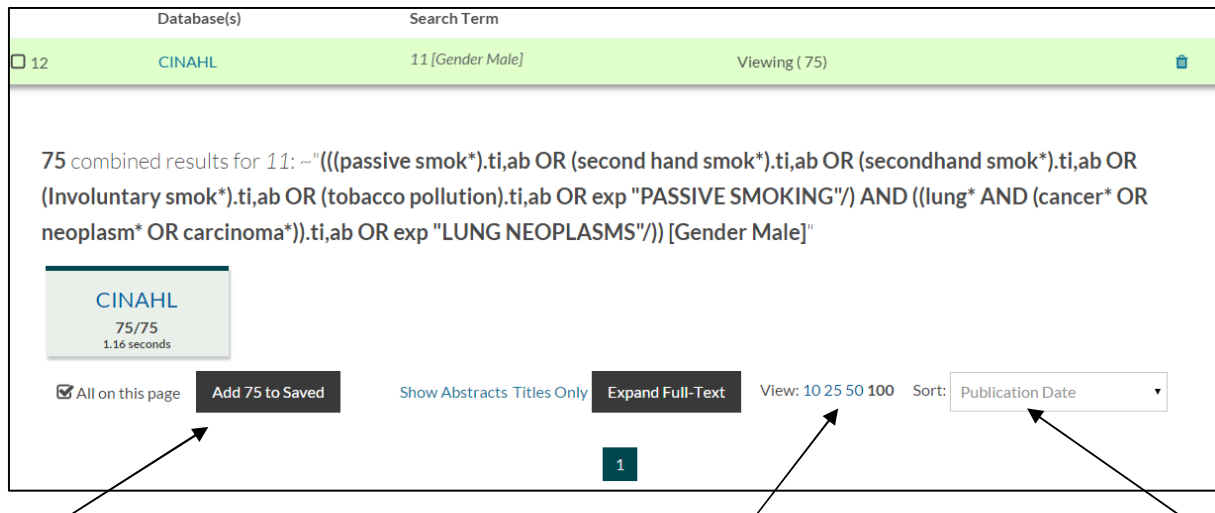 Database(s) Search Term
12 CINAHL 11 [Gender Male] Viewing ( 75)
75 combined results for 11: ~"(((passive smok*).ti,ab OR (second hand smok*).ti,ab OR (secondhand smok*).ti,ab OR
(Involuntary smok*).ti,ab OR (tobacco pollution).ti,ab OR exp "PASSIVE SMOKING"/) AND ((lung* AND (cancer* OR
neoplasm* OR carcinoma*)).ti,ab OR exp "LUNG NEOPLASMS"/)) [Gender Male]"
CINAHL
75/75
1.16 seconds
All on this page Add 75 to Saved Show Abstracts Titles Only Expand Full-Text View: 10 25 50 100 Sort: Publication Date
1